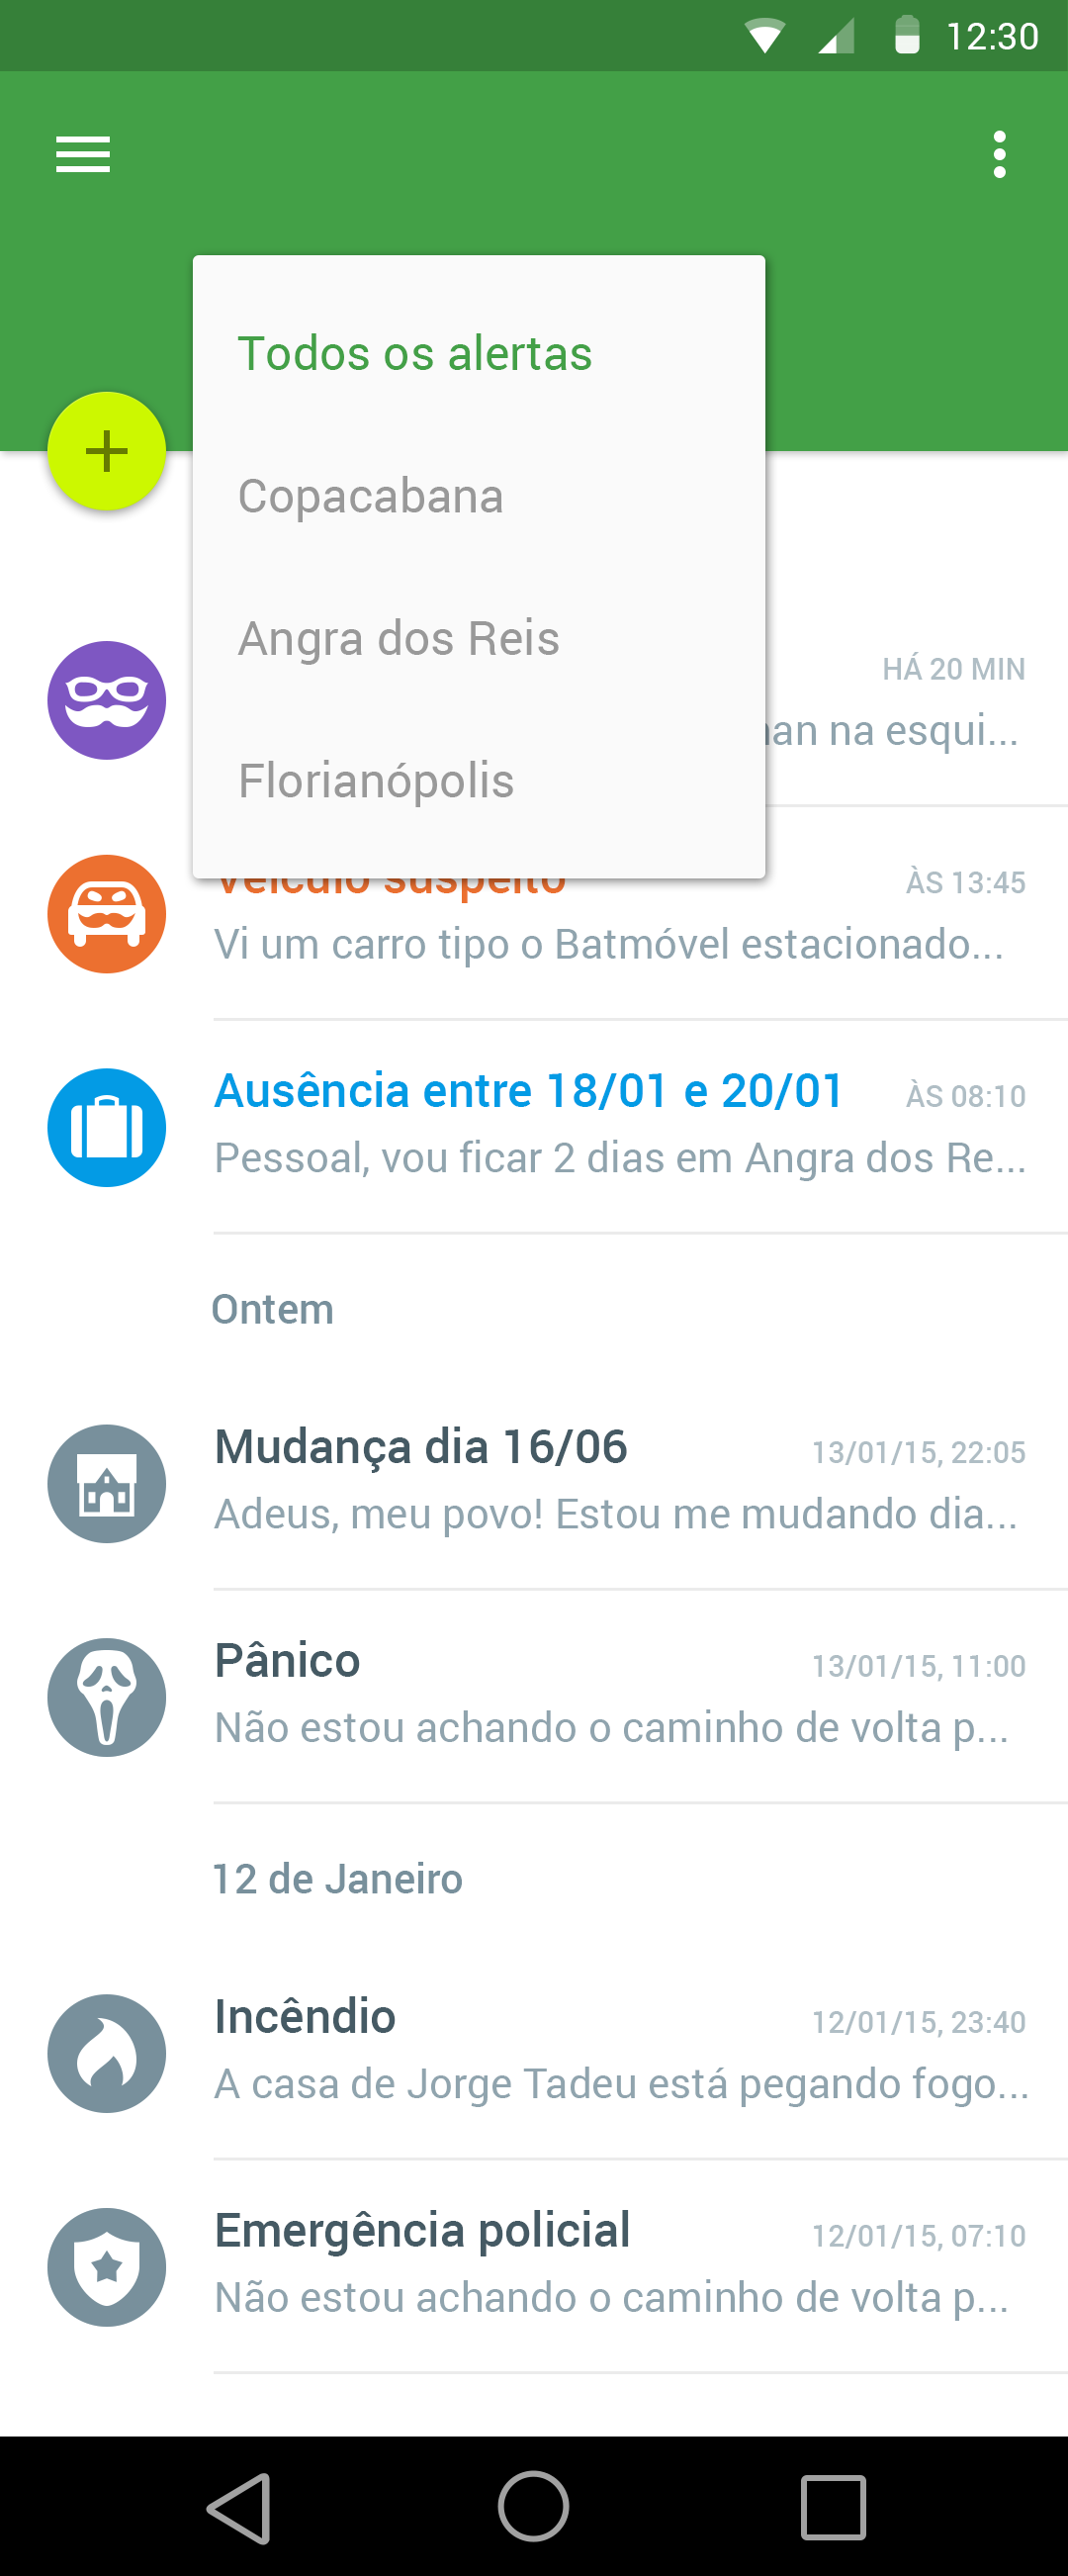 12:30
Todos os alertas
Copacabana
Angra dos Reis
Florianópolis
HÁ 20 MIN
na esqui...
Veículo suspeito
ÀS 13:45
Vi um carro tipo o Batmóvel estacionado...
Ausência entre 18/01 e 20/01
ÀS 08:10
Pessoal, vou ficar 2 dias em Angra dos Re...
Ontem
Mudança dia 16/06
13/01/15, 22:05
Adeus, meu povo! Estou me mudando dia...
Pânico
13/01/15, 11:00
Não estou achando o caminho de volta p...
12 de Janeiro
Incêndio
12/01/15, 23:40
A casa de Jorge Tadeu está pegando fogo...
Emergência policial
12/01/15, 07:10
Não estou achando o caminho de volta p...